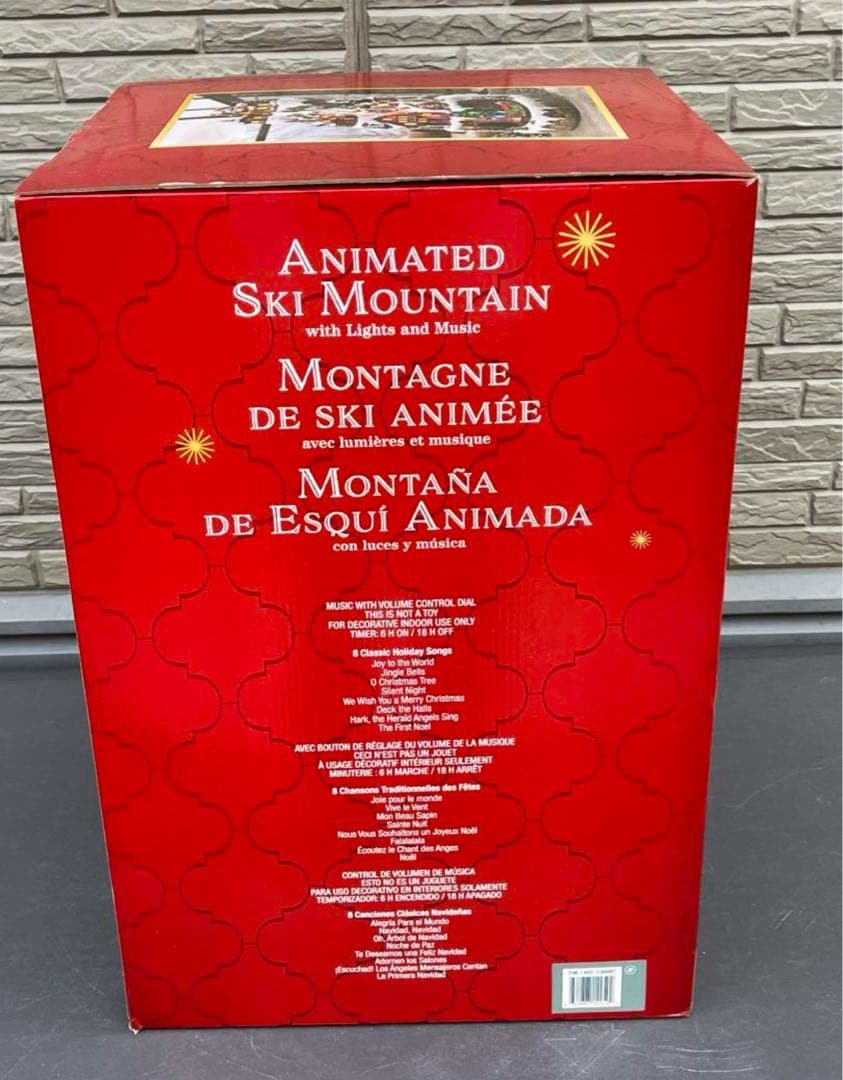 ANIMATED
SKI MOUNTAIN
with Lights and Music
MONTAGNE
DE SKI ANIMÉE
avec lumières et musique
MONTAÑA
DE ESQUÍ ANIMADA
con luces y música
MUSIC WITH VOLUME CONTROL DIAL
THIS IS NOT A TOY
FOR DECORATIVE INDOOR USE ONLY
TIMER: 6 H ON / 18 H OFF
8 Classic Holiday Songs
Joy to the World
Jingle Bells
O Christmas Tree
Silent Night
We Wish You a Merry Christmas
Deck the Halls
Hark, the Herald Angels Sing
The First Noel
AVEC BOUTON DE RÉGLAGE DU VOLUME DE LA MUSIQUE
CECI N'EST PAS UN JOUET
À USAGE DÉCORATIF INTÉRIEUR SEULEMENT
MINUTERIE : 6 H MARCHE / 18 H ARRÊT
8 Chansons Traditionnelles des Fêtes
Joie pour le monde
Vive le Vent
Mon Beau Sapin
Sainte Nuit
Nous Vous Souhaitons un Joyeux Noël
Falalalala
Écoutez le Chant des Anges
Noël
CONTROL DE VOLUMEN DE MÚSICA
ESTO NO ES UN JUGUETE
PARA USO DECORATIVO EN INTERIORES SOLAMENTE
TEMPORIZADOR: 6 H ENCENDIDO / 18 H APAGADO
8 Canciones Clásicas Navideñas
Alegría Para el Mundo
Navidad, Navidad
Oh, Árbol de Navidad
Noche de Paz
Te Deseamos una Feliz Navidad
Adornen los Salones
¡Escuchad! Los Ángeles Mensajeros Cantan
La Primera Navidad